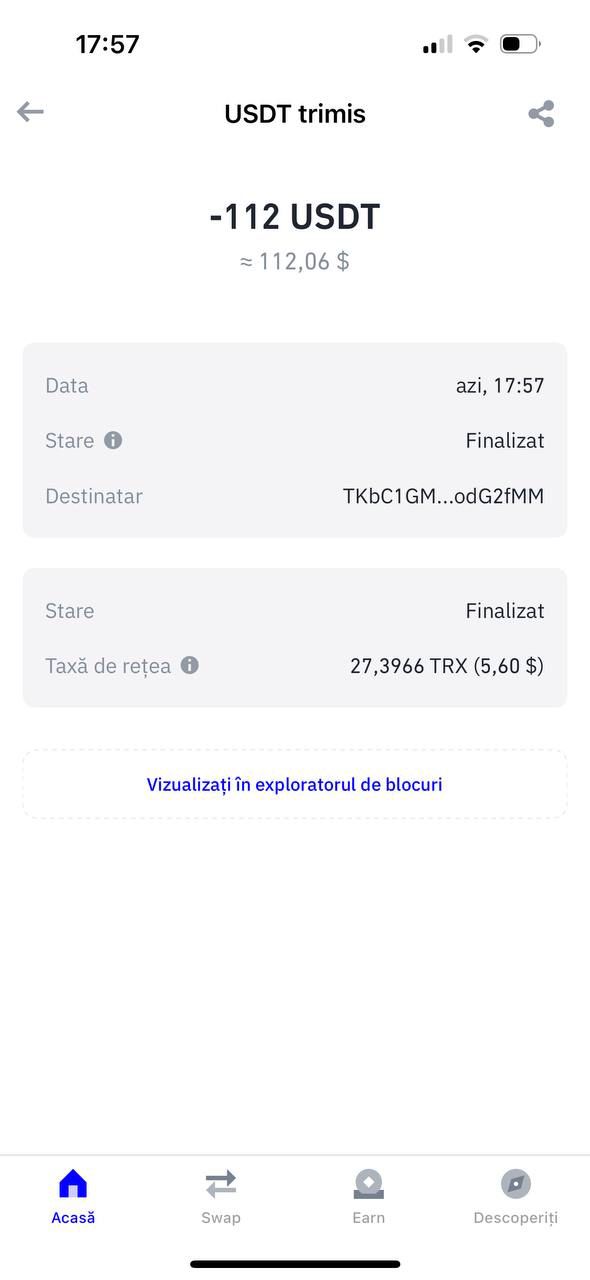 17:57
USDT trimis
-112 USDT
≈ 112,06 $
Data azi, 17:57
Stare Finalizat
Destinatar TKbC1GM...odG2fMM
Stare Finalizat
Taxă de rețea 27,3966 TRX (5,60 $)
Vizualizați în exploratorul de blocuri
Acasă Swap Earn Descoperiți